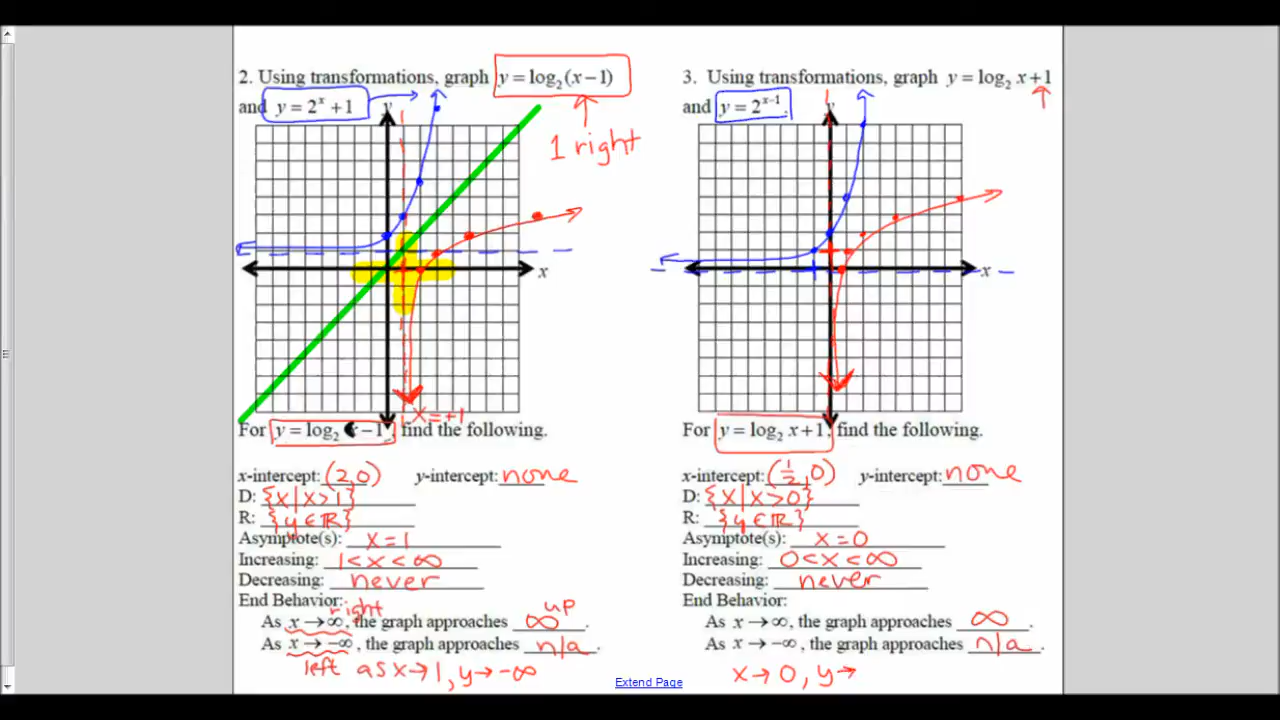 2. Using transformations, graph y = log₂(x−1)
and y = 2ˣ + 1
y
1 right
x
x=+1
For y = log₂ x−1, find the following.
x-intercept: (2,0) y-intercept: none
D: {x|x>1}
R: {y∈ℝ}
Asymptote(s): x=1
Increasing: 1<x<∞
Decreasing: never
End Behavior:
right up
As x→∞, the graph approaches ∞.
As x→−∞, the graph approaches n/a.
left as x→1, y→-∞
3. Using transformations, graph y = log₂ x+1
and y = 2ˣ⁻¹.
y
x
For y = log₂ x+1, find the following.
x-intercept: (½,0) y-intercept: none
D: {x|x>0}
R: {y∈ℝ}
Asymptote(s): x=0
Increasing: 0<x<∞
Decreasing: never
End Behavior:
As x→∞, the graph approaches ∞.
As x→−∞, the graph approaches n/a.
x→0, y→
Extend Page